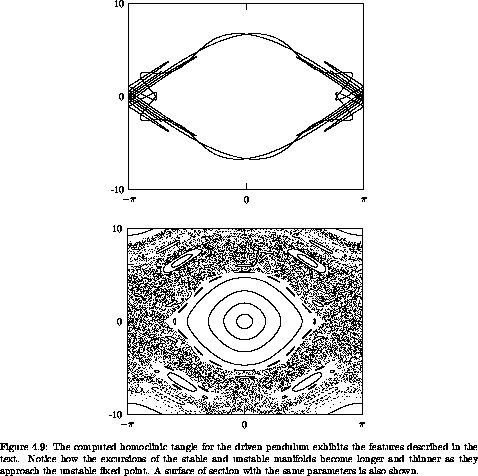 10
0
-10
−π
0
π
10
0
-10
−π
0
π
Figure 4.9: The computed homoclinic tangle for the driven pendulum exhibits the features described in the
text. Notice how the excursions of the stable and unstable manifolds become longer and thinner as they
approach the unstable fixed point. A surface of section with the same parameters is also shown.